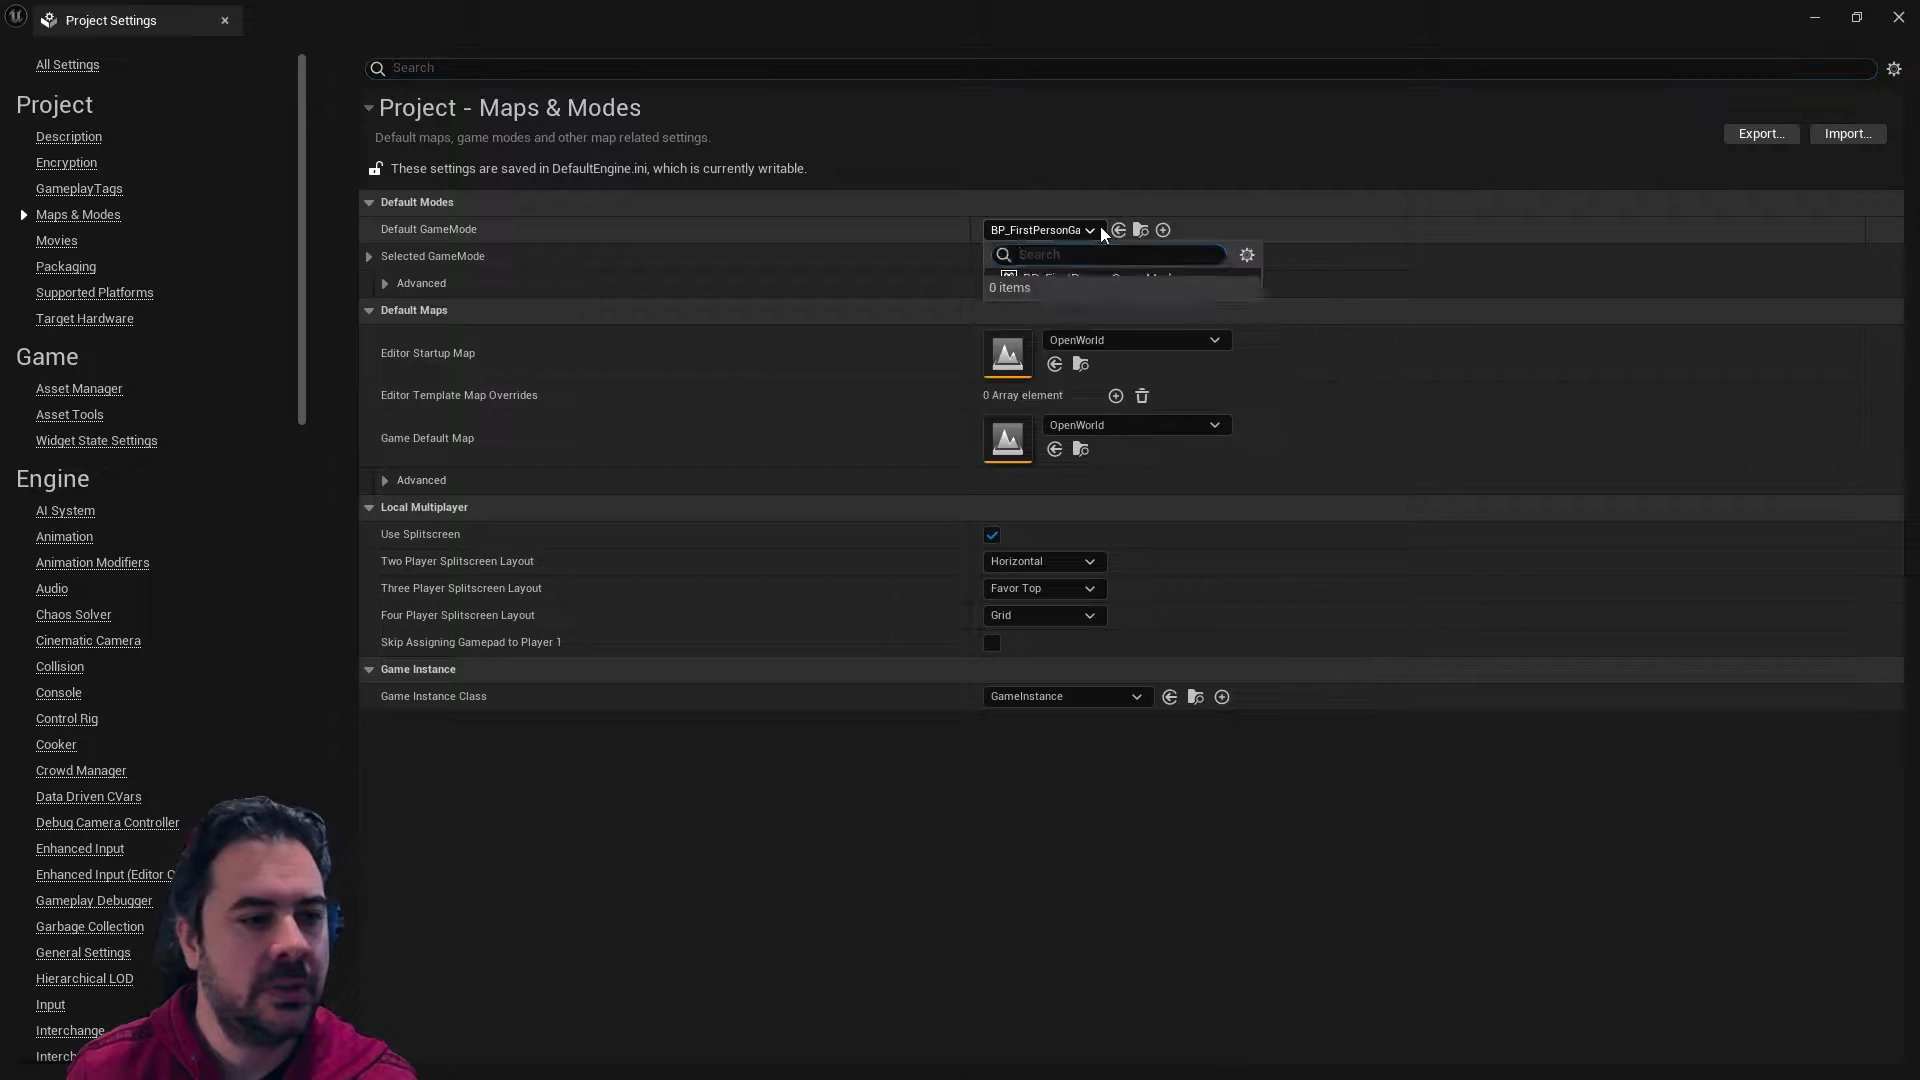 Project Settings
All Settings
Project
Description
Encryption
GameplayTags
Maps & Modes
Movies
Packaging
Supported Platforms
Target Hardware
Game
Asset Manager
Asset Tools
Widget State Settings
Engine
AI System
Animation
Animation Modifiers
Audio
Chaos Solver
Cinematic Camera
Collision
Console
Control Rig
Cooker
Crowd Manager
Data Driven CVars
Debug Camera Controller
Enhanced Input
Enhanced Input (Editor
Gameplay Debugger
Garbage Collection
General Settings
Hierarchical LOD
Input
Interchange
Interch
Search
Project - Maps & Modes
Default maps, game modes and other map related settings.
Export...
Import...
These settings are saved in DefaultEngine.ini, which is currently writable.
Default Modes
Default GameMode
BP_FirstPersonGa
Search
0 items
Selected GameMode
Advanced
Default Maps
Editor Startup Map
OpenWorld
Editor Template Map Overrides
0 Array element
Game Default Map
OpenWorld
Advanced
Local Multiplayer
Use Splitscreen
Two Player Splitscreen Layout
Horizontal
Three Player Splitscreen Layout
Favor Top
Four Player Splitscreen Layout
Grid
Skip Assigning Gamepad to Player 1
Game Instance
Game Instance Class
GameInstance